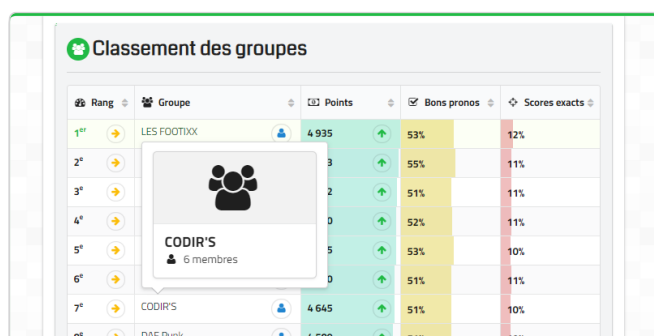 Classement des groupes
Rang Groupe Points Bons pronos Scores exacts
1er LES FOOTIXX 4 935 53% 12%
2e 55% 11%
3e 51% 11%
4e 52% 11%
5e 53% 10%
6e 51% 11%
CODIR'S
6 membres
7e CODIR'S 4 645 51% 10%